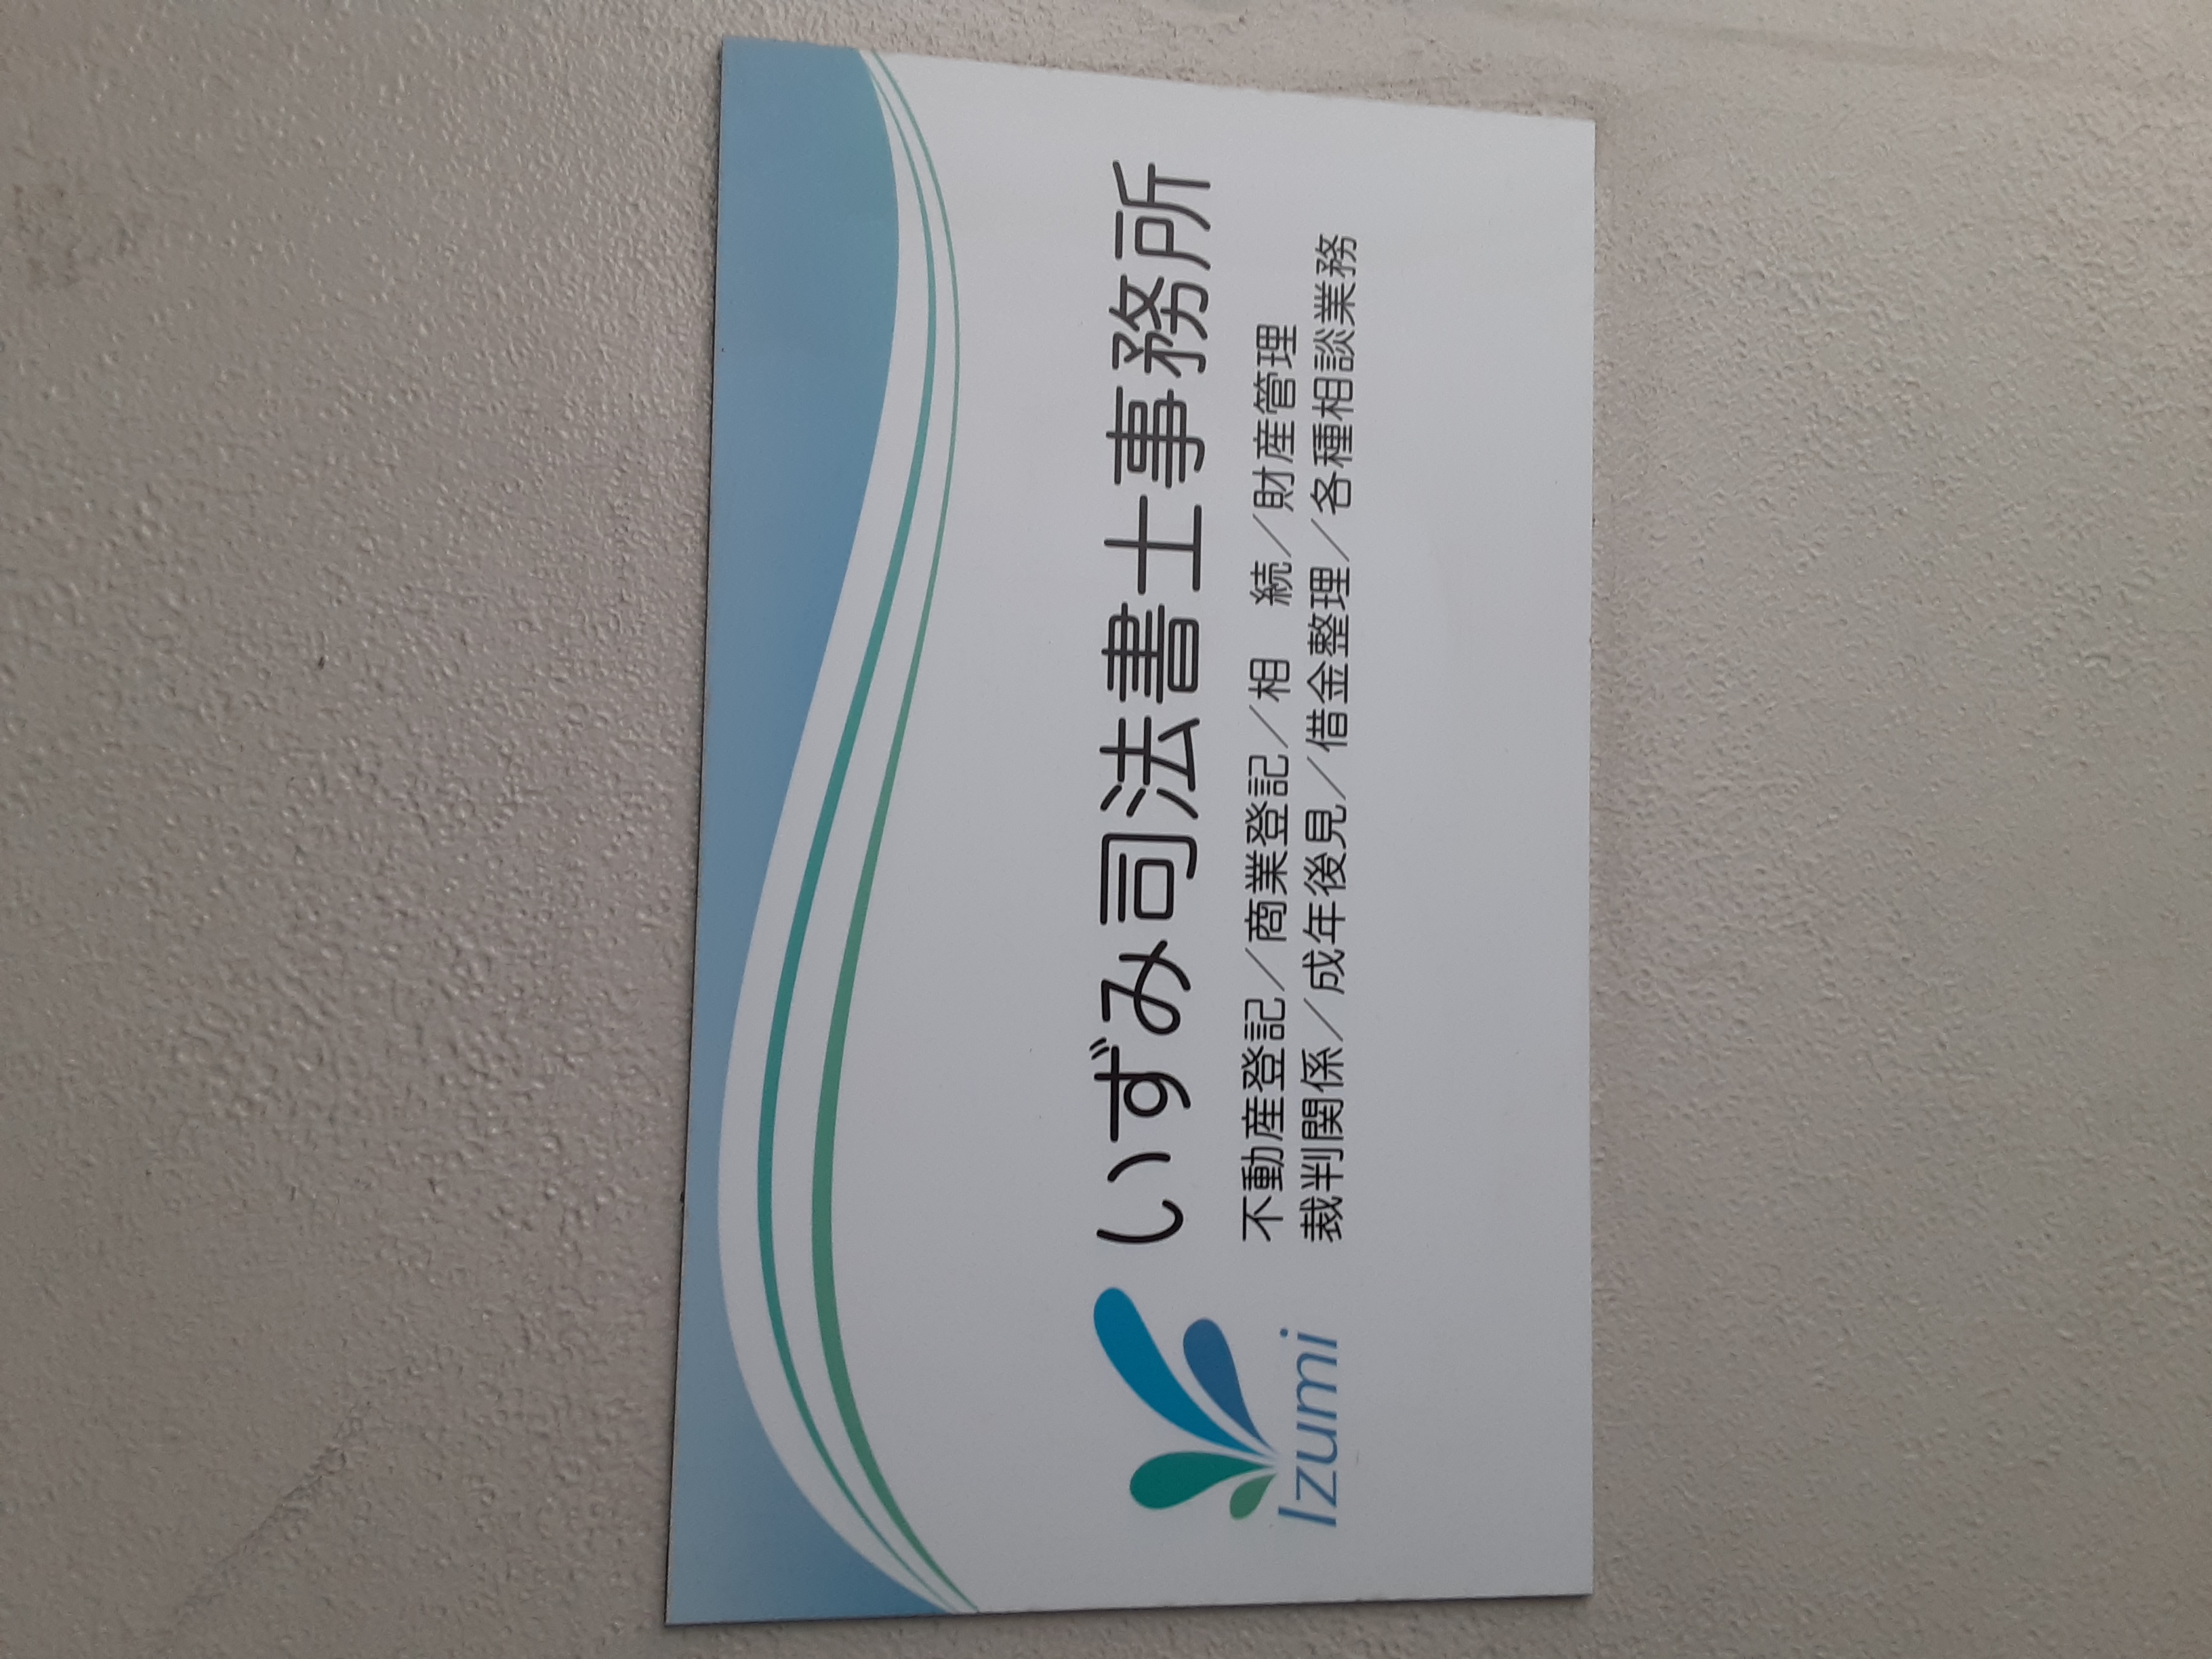 いずみ司法書士事務所
不動産登記／商業登記／相　続／財産管理
裁判関係／成年後見／借金整理／各種相談業務
Izumi